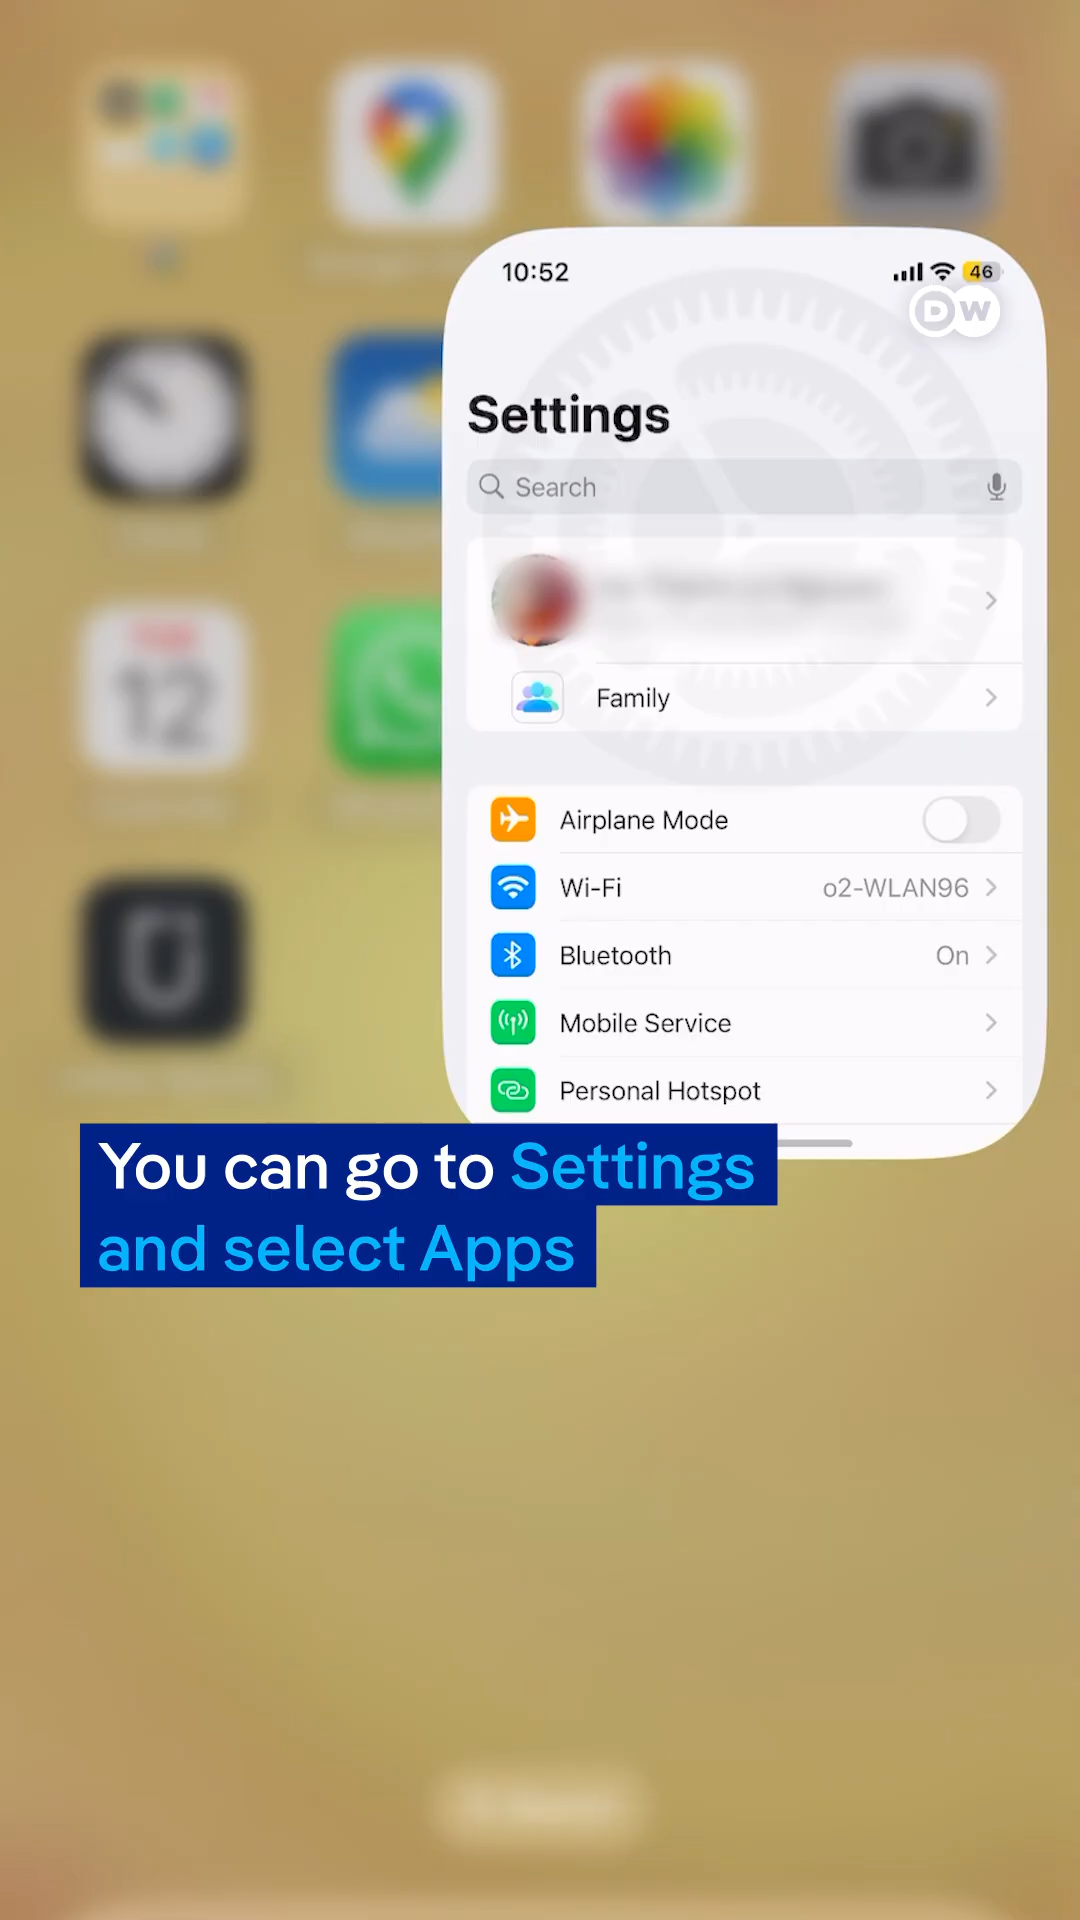 12
10:52
46
DW
Settings
Search
Family
Airplane Mode
Wi-Fi
o2-WLAN96
Bluetooth
On
Mobile Service
Personal Hotspot
You can go to Settings
and select Apps